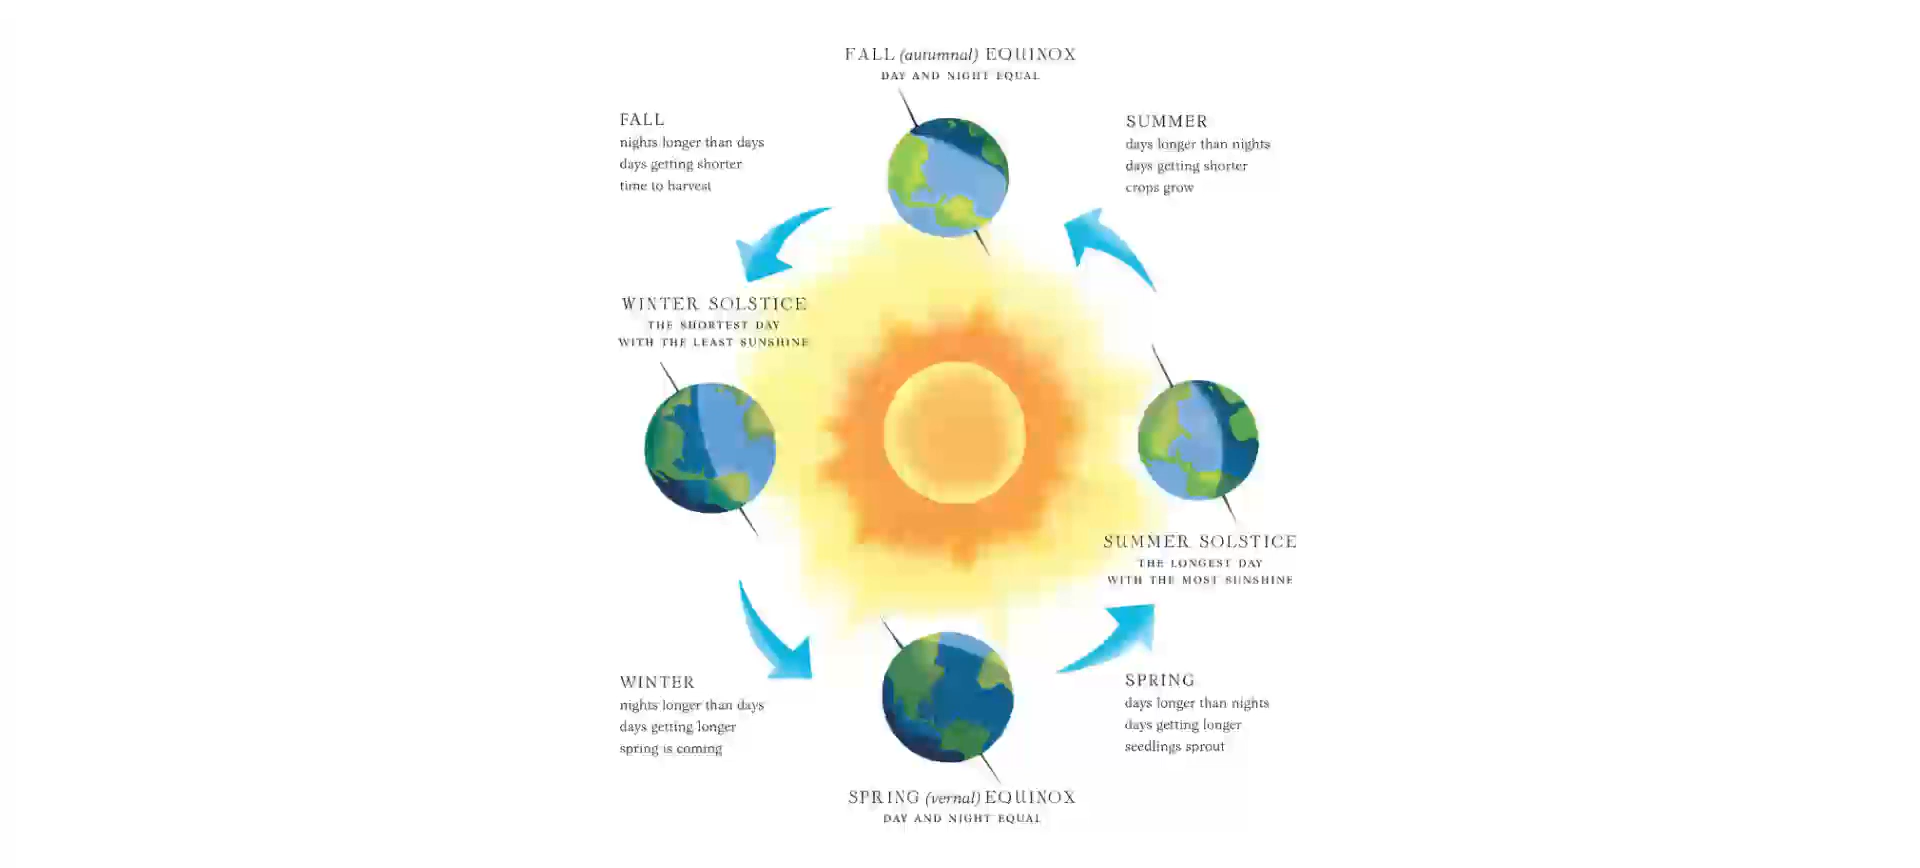 FALL (autumnal) EQUINOX
DAY AND NIGHT EQUAL
FALL
nights longer than days
days getting shorter
time to harvest
SUMMER
days longer than nights
days getting shorter
crops grow
WINTER SOLSTICE
THE SHORTEST DAY
WITH THE LEAST SUNSHINE
SUMMER SOLSTICE
THE LONGEST DAY
WITH THE MOST SUNSHINE
WINTER
nights longer than days
days getting longer
spring is coming
SPRING
days longer than nights
days getting longer
seedlings sprout
SPRING (vernal) EQUINOX
DAY AND NIGHT EQUAL